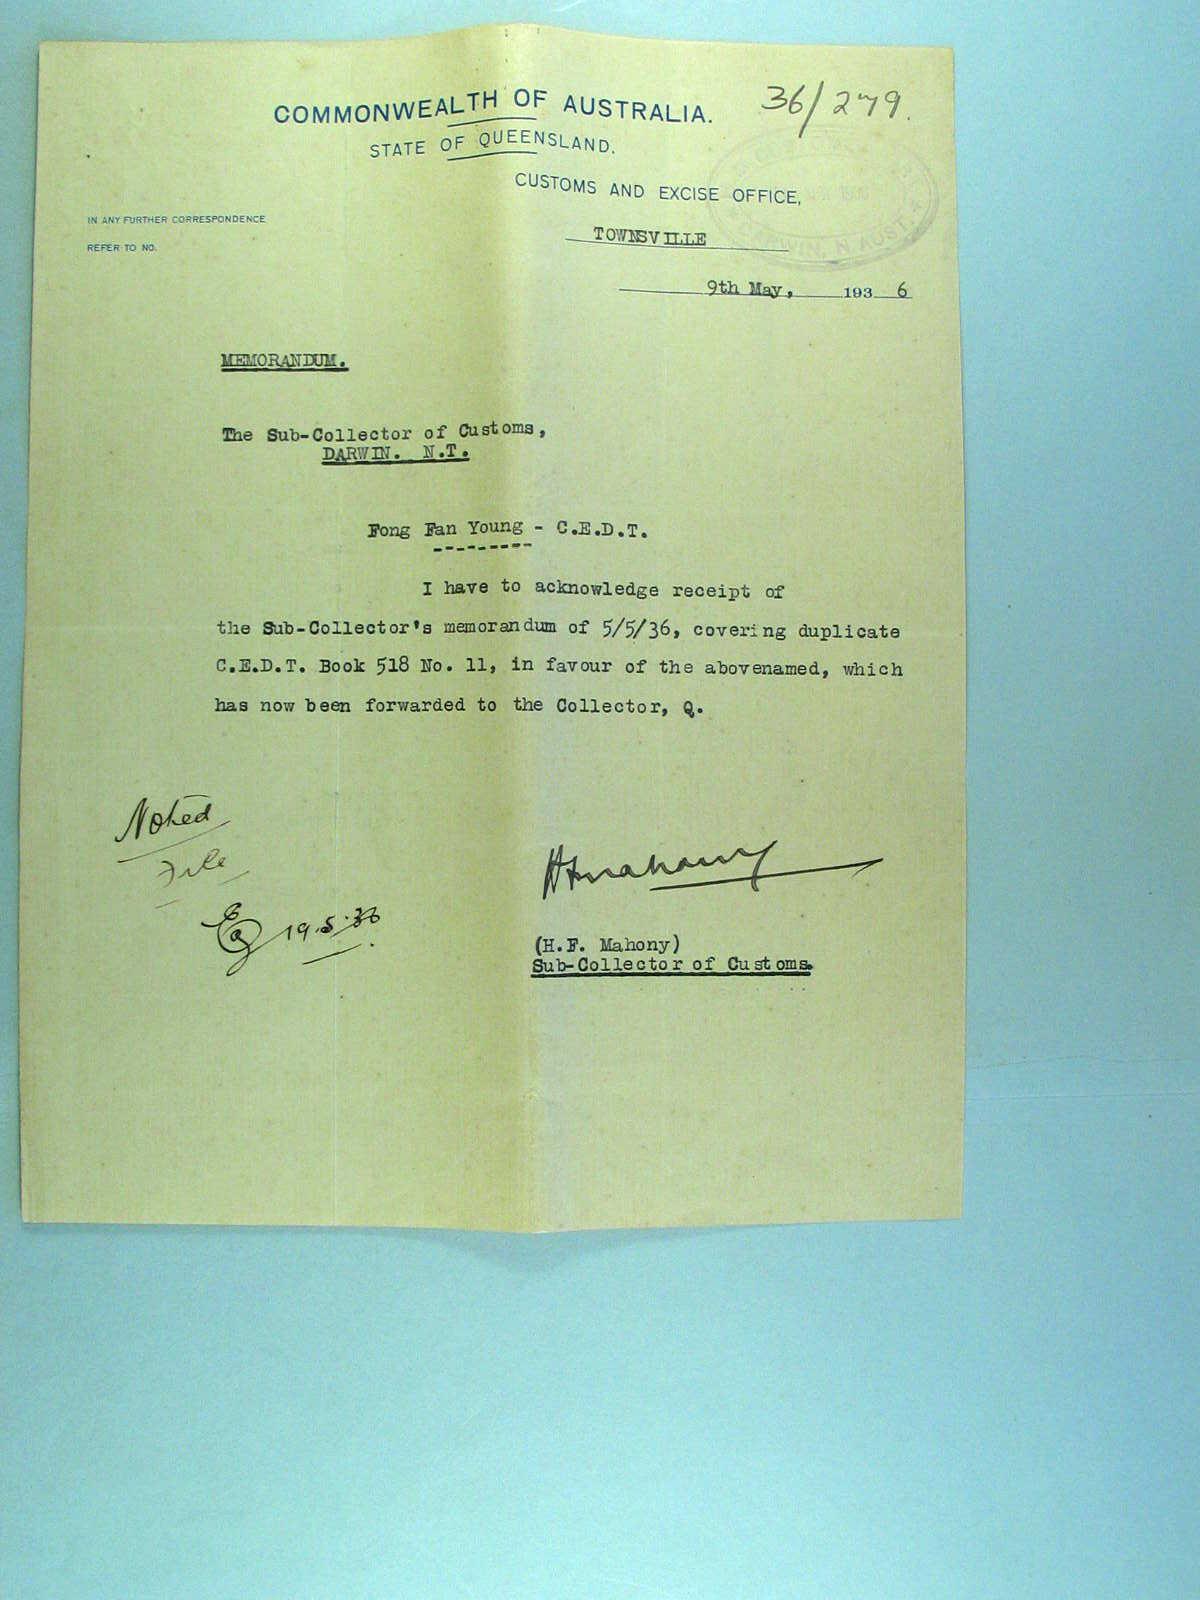 36/279.
COMMONWEALTH OF AUSTRALIA.
STATE OF QUEENSLAND.
CUSTOMS AND EXCISE OFFICE,
IN ANY FURTHER CORRESPONDENCE
REFER TO NO.
TOWNSVILLE
9th May, 1936
MEMORANDUM.
The Sub-Collector of Customs,
DARWIN. N.T.
Fong Fan Young - C.E.D.T.
---------
I have to acknowledge receipt of
the Sub-Collector's memorandum of 5/5/36, covering duplicate
C.E.D.T. Book 518 No. 11, in favour of the abovenamed, which
has now been forwarded to the Collector, Q.
Noted
File
19.5.36
HFMahony
(H.F. Mahony)
Sub-Collector of Customs.